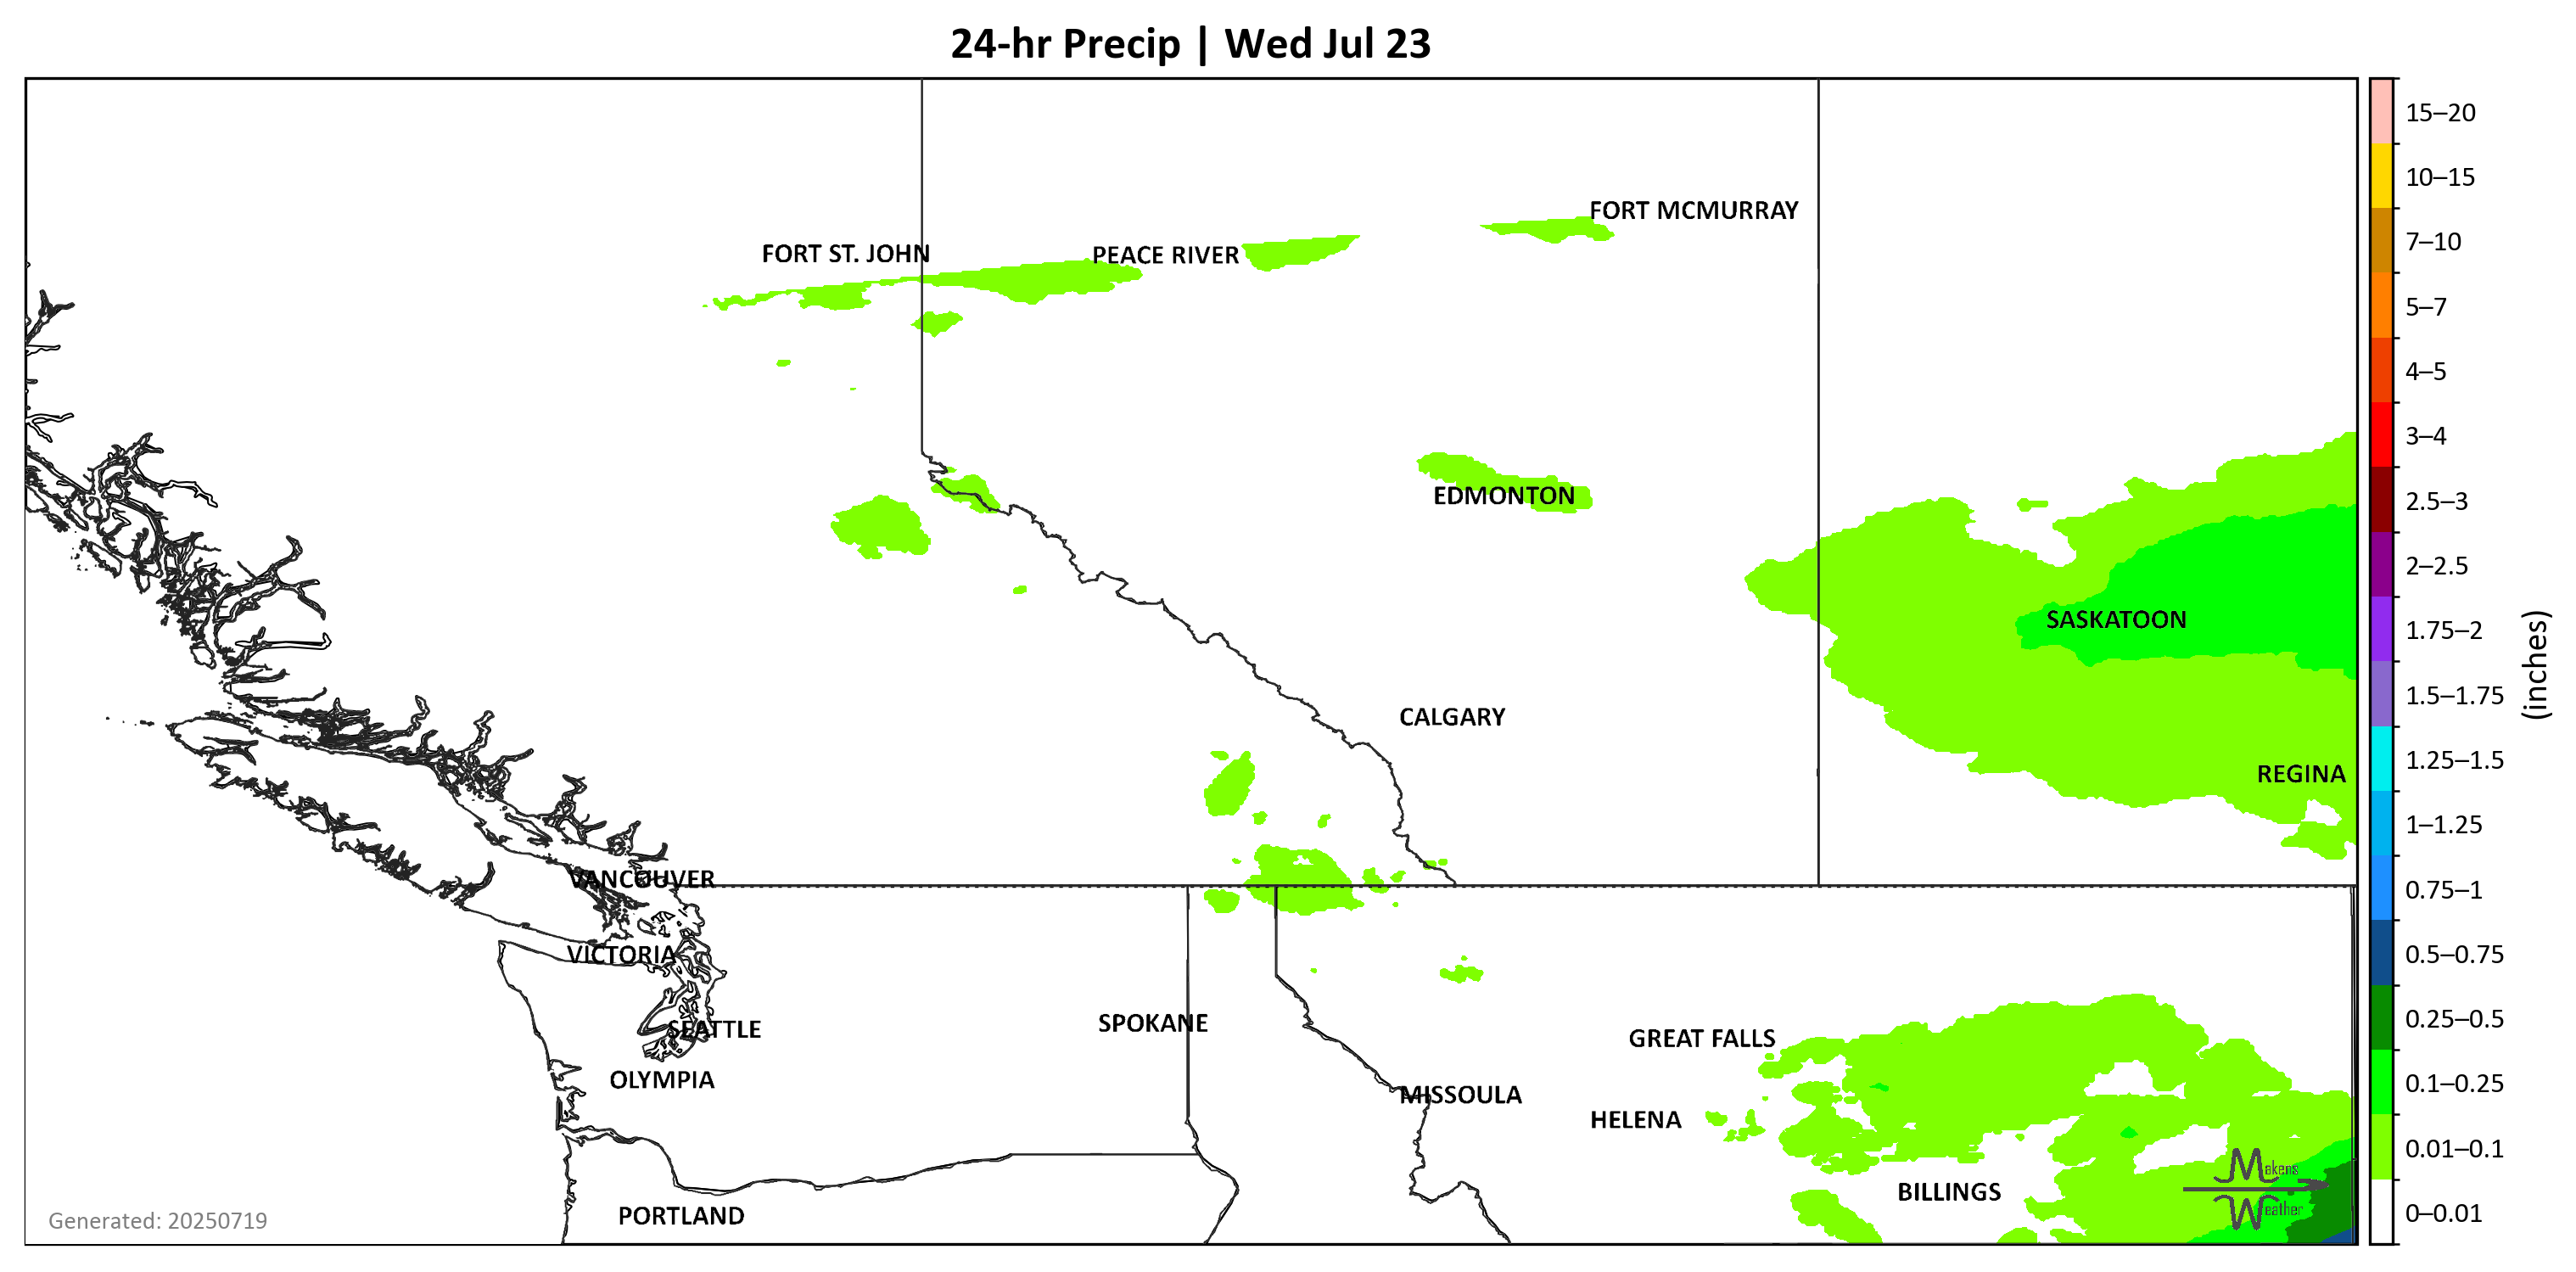 24-hr Precip | Wed Jul 23
FORT MCMURRAY
FORT ST. JOHN
PEACE RIVER
EDMONTON
SASKATOON
CALGARY
REGINA
VANCOUVER
VICTORIA
SEATTLE
SPOKANE
GREAT FALLS
OLYMPIA
MISSOULA
HELENA
BILLINGS
PORTLAND
Makens
Weather
Generated: 20250719
15–20
10–15
7–10
5–7
4–5
3–4
2.5–3
2–2.5
1.75–2
1.5–1.75
1.25–1.5
1–1.25
0.75–1
0.5–0.75
0.25–0.5
0.1–0.25
0.01–0.1
0–0.01
(inches)